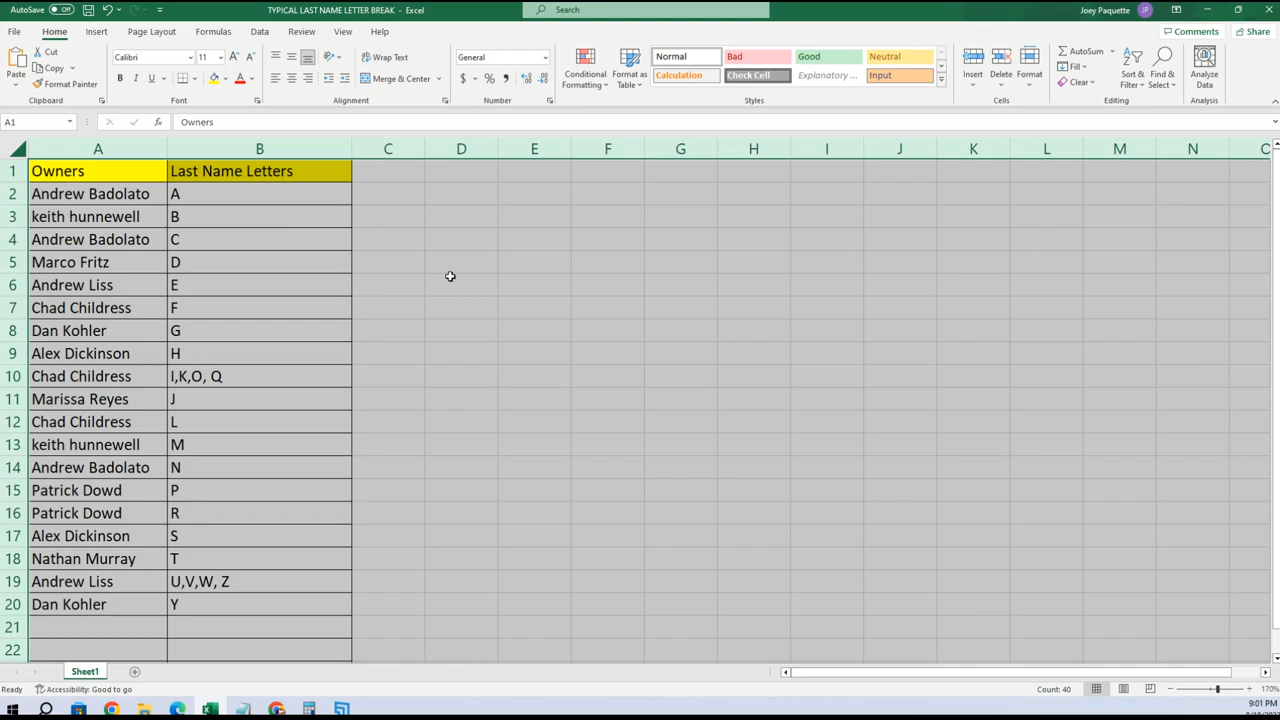 AutoSave Off TYPICAL LAST NAME LETTER BREAK - Excel Search Joey Paquette JP
File Home Insert Page Layout Formulas Data Review View Help Comments Share
Paste Cut Copy Format Painter Clipboard
Calibri 11 A A B I U A Font
Wrap Text Merge & Center Alignment
General $ % Number
Conditional Formatting Format as Table Normal Bad Good Neutral Calculation Check Cell Explanatory ... Input Styles
Insert Delete Format Cells
AutoSum Fill Clear Sort & Filter Find & Select Editing
Analyze Data Analysis
A1 fx Owners
A B C D E F G H I J K L M N O
1 Owners Last Name Letters
2 Andrew Badolato A
3 keith hunnewell B
4 Andrew Badolato C
5 Marco Fritz D
6 Andrew Liss E
7 Chad Childress F
8 Dan Kohler G
9 Alex Dickinson H
10 Chad Childress I,K,O, Q
11 Marissa Reyes J
12 Chad Childress L
13 keith hunnewell M
14 Andrew Badolato N
15 Patrick Dowd P
16 Patrick Dowd R
17 Alex Dickinson S
18 Nathan Murray T
19 Andrew Liss U,V,W, Z
20 Dan Kohler Y
21
22
Sheet1
Ready Accessibility: Good to go Count: 40 170%
9:01 PM